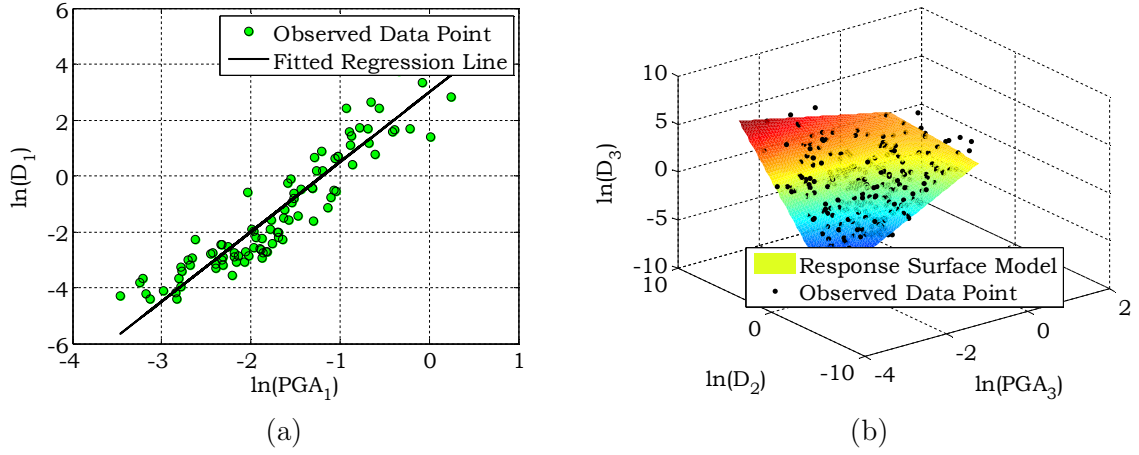 6
4
2
0
-2
-4
-6
-4
-3
-2
-1
0
1
ln(D₁)
ln(PGA₁)
Observed Data Point
Fitted Regression Line
(a)
10
5
0
-5
-10
10
0
-10
-4
-2
0
2
ln(D₃)
ln(D₂)
ln(PGA₃)
Response Surface Model
Observed Data Point
(b)